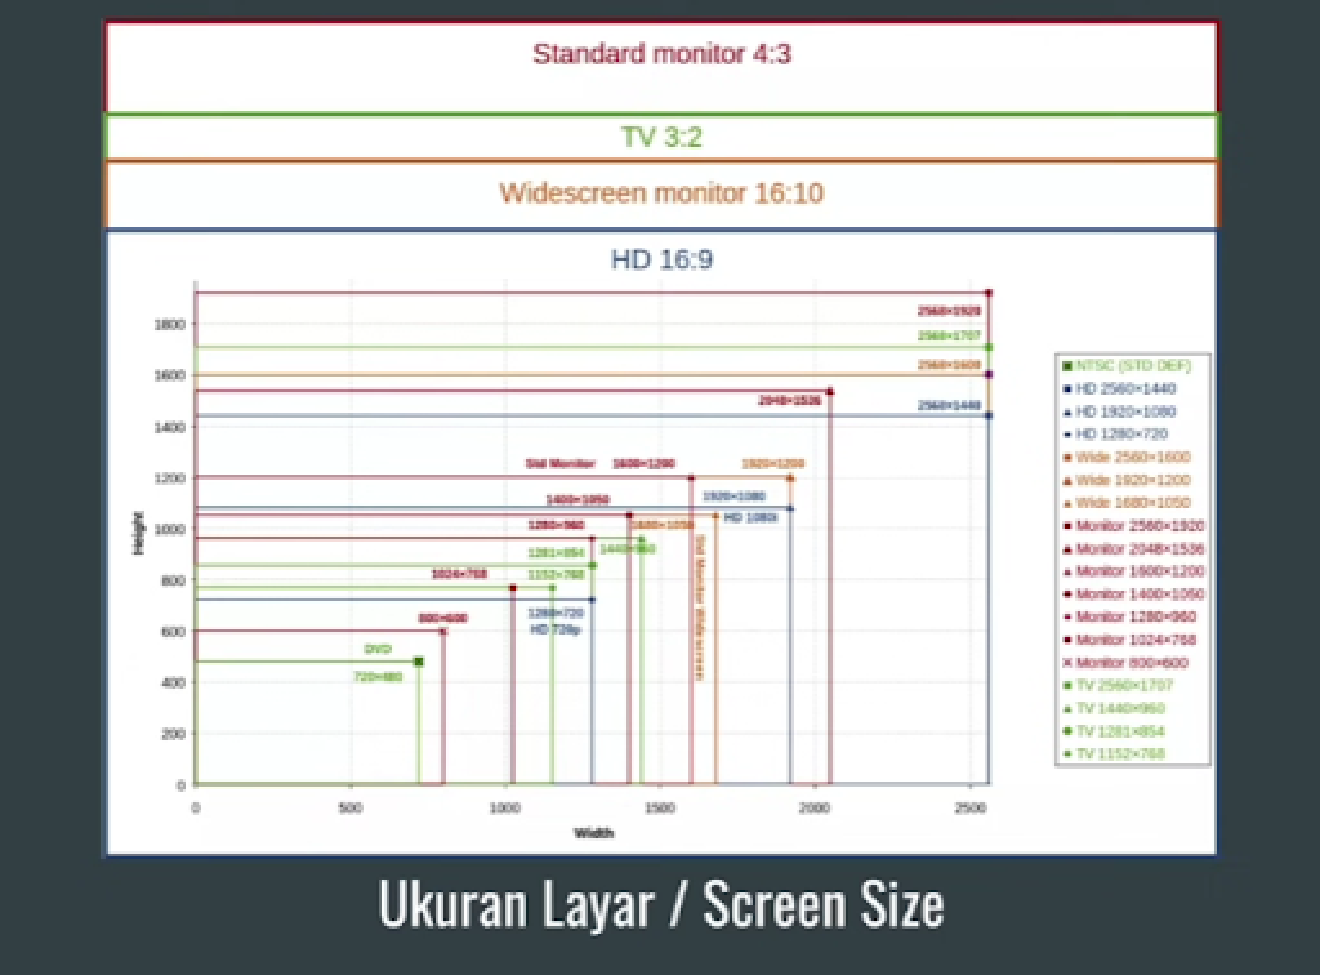 Standard monitor 4:3
TV 3:2
Widescreen monitor 16:10
HD 16:9
2560×1920
1800
2560×1707
2560×1600
1600
2048×1536
2560×1440
1400
Std Monitor 1600×1200 1920×1200
1200
1400×1050
1920×1080
1280×960
1680×1050
HD 1080i
1000
1281×854
1440×960
1024×768
1152×768
800
1280×720
HD 720p
800×600
600
DVD
720×480
400
200
0
Std Monitor Widescreen
Height
0 500 1000 1500 2000 2500
Width
NTSC (STD DEF)
HD 2560×1440
HD 1920×1080
HD 1280×720
Wide 2560×1600
Wide 1920×1200
Wide 1680×1050
Monitor 2560×1920
Monitor 2048×1536
Monitor 1600×1200
Monitor 1400×1050
Monitor 1280×960
Monitor 1024×768
Monitor 800×600
TV 2560×1707
TV 1440×960
TV 1281×854
TV 1152×768
Ukuran Layar / Screen Size